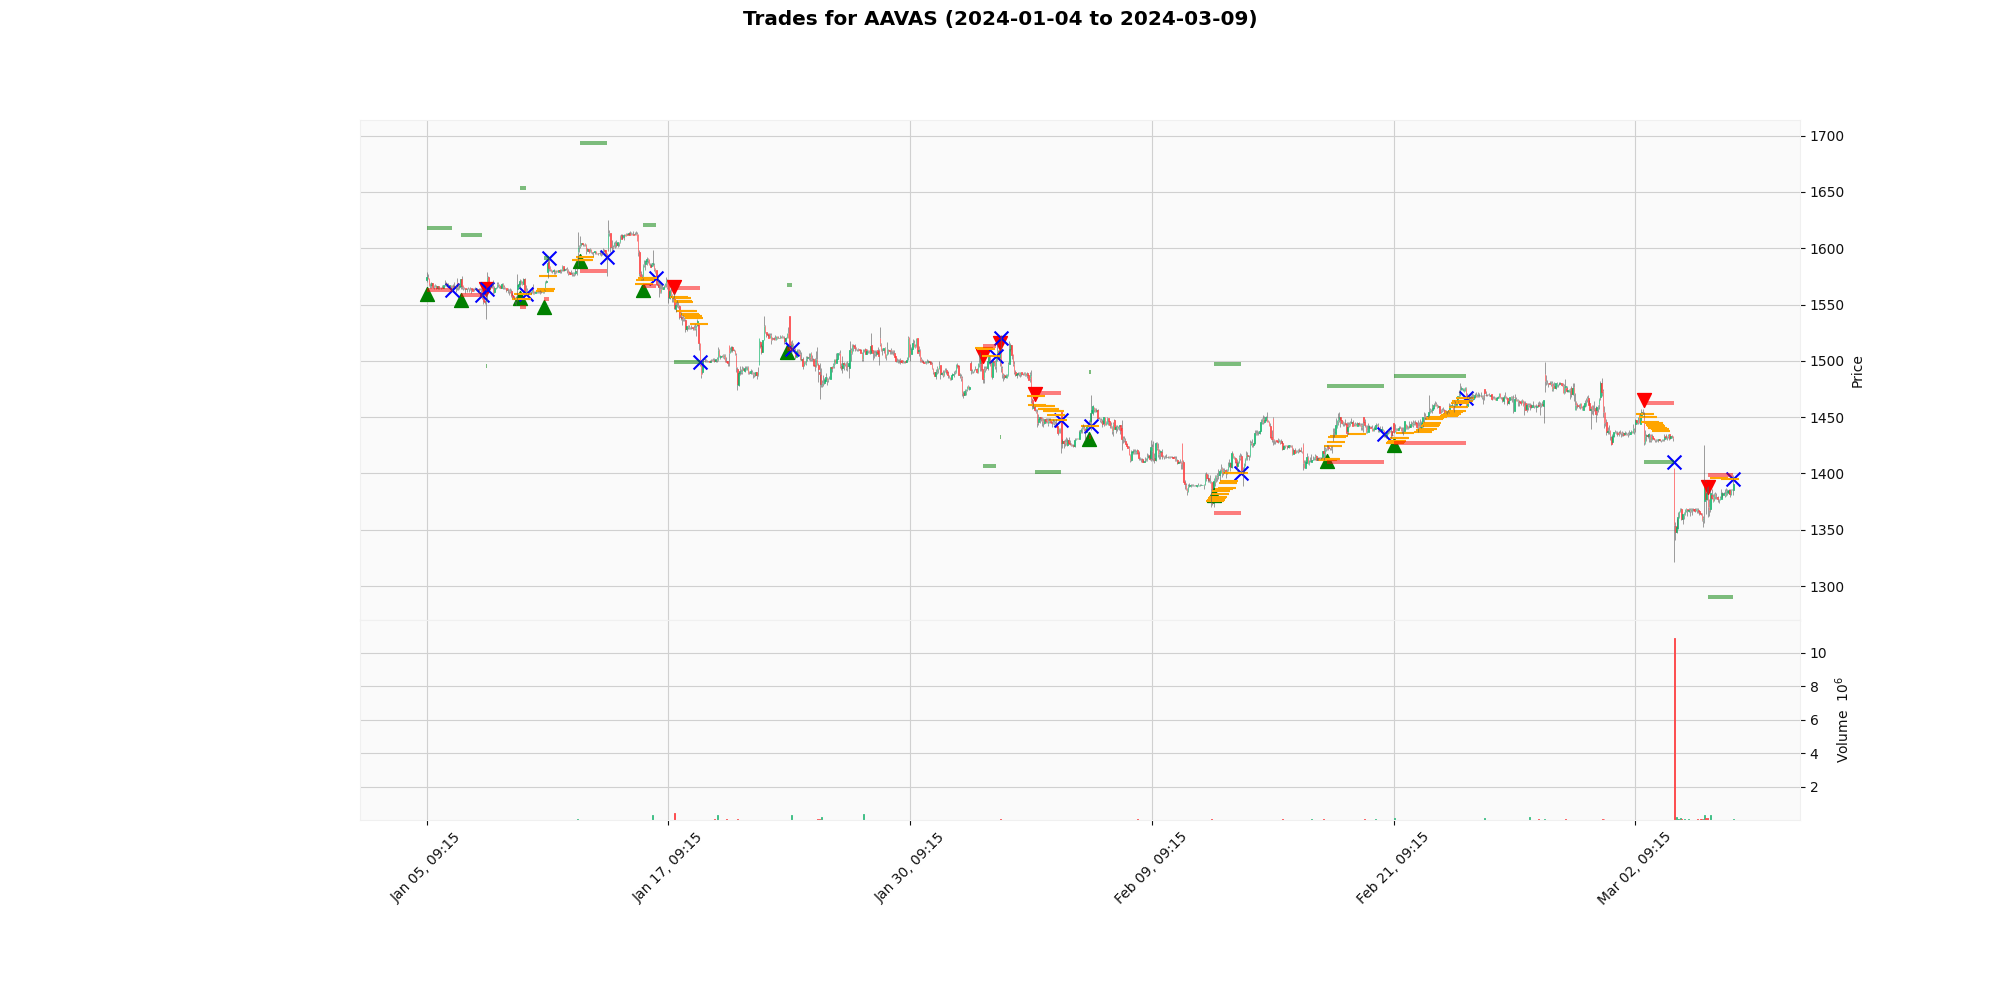 Trades for AAVAS (2024-01-04 to 2024-03-09)
1700
1650
1600
1550
1500
1450
1400
1350
1300
Price
10
8
6
4
2
Volume 10^6
Jan 05, 09:15
Jan 17, 09:15
Jan 30, 09:15
Feb 09, 09:15
Feb 21, 09:15
Mar 02, 09:15